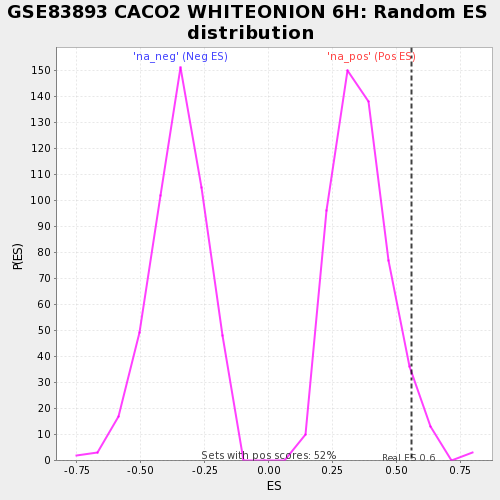 GSE83893 CACO2 WHITEONION 6H: Random ES
distribution
'na_neg' (Neg ES)
'na_pos' (Pos ES)
150
140
130
120
110
100
90
80
70
60
50
40
30
20
10
0
P(ES)
Sets with pos scores: 52%
Real ES 0.6
-0.75
-0.50
-0.25
0.00
0.25
0.50
0.75
ES